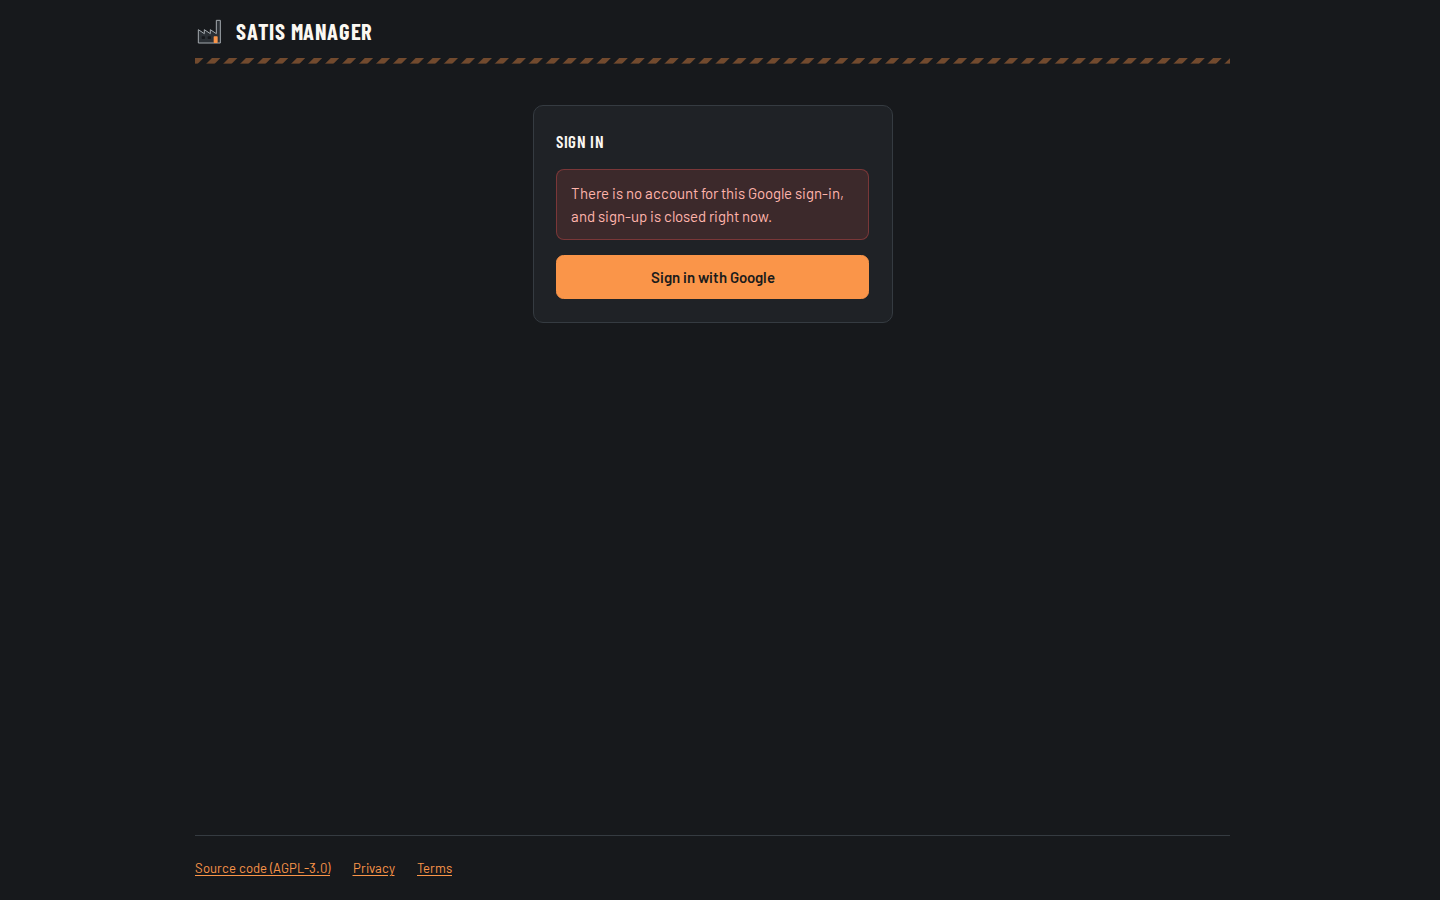 SATIS MANAGER
SIGN IN
There is no account for this Google sign-in,
and sign-up is closed right now.
Sign in with Google
Source code (AGPL-3.0) Privacy Terms